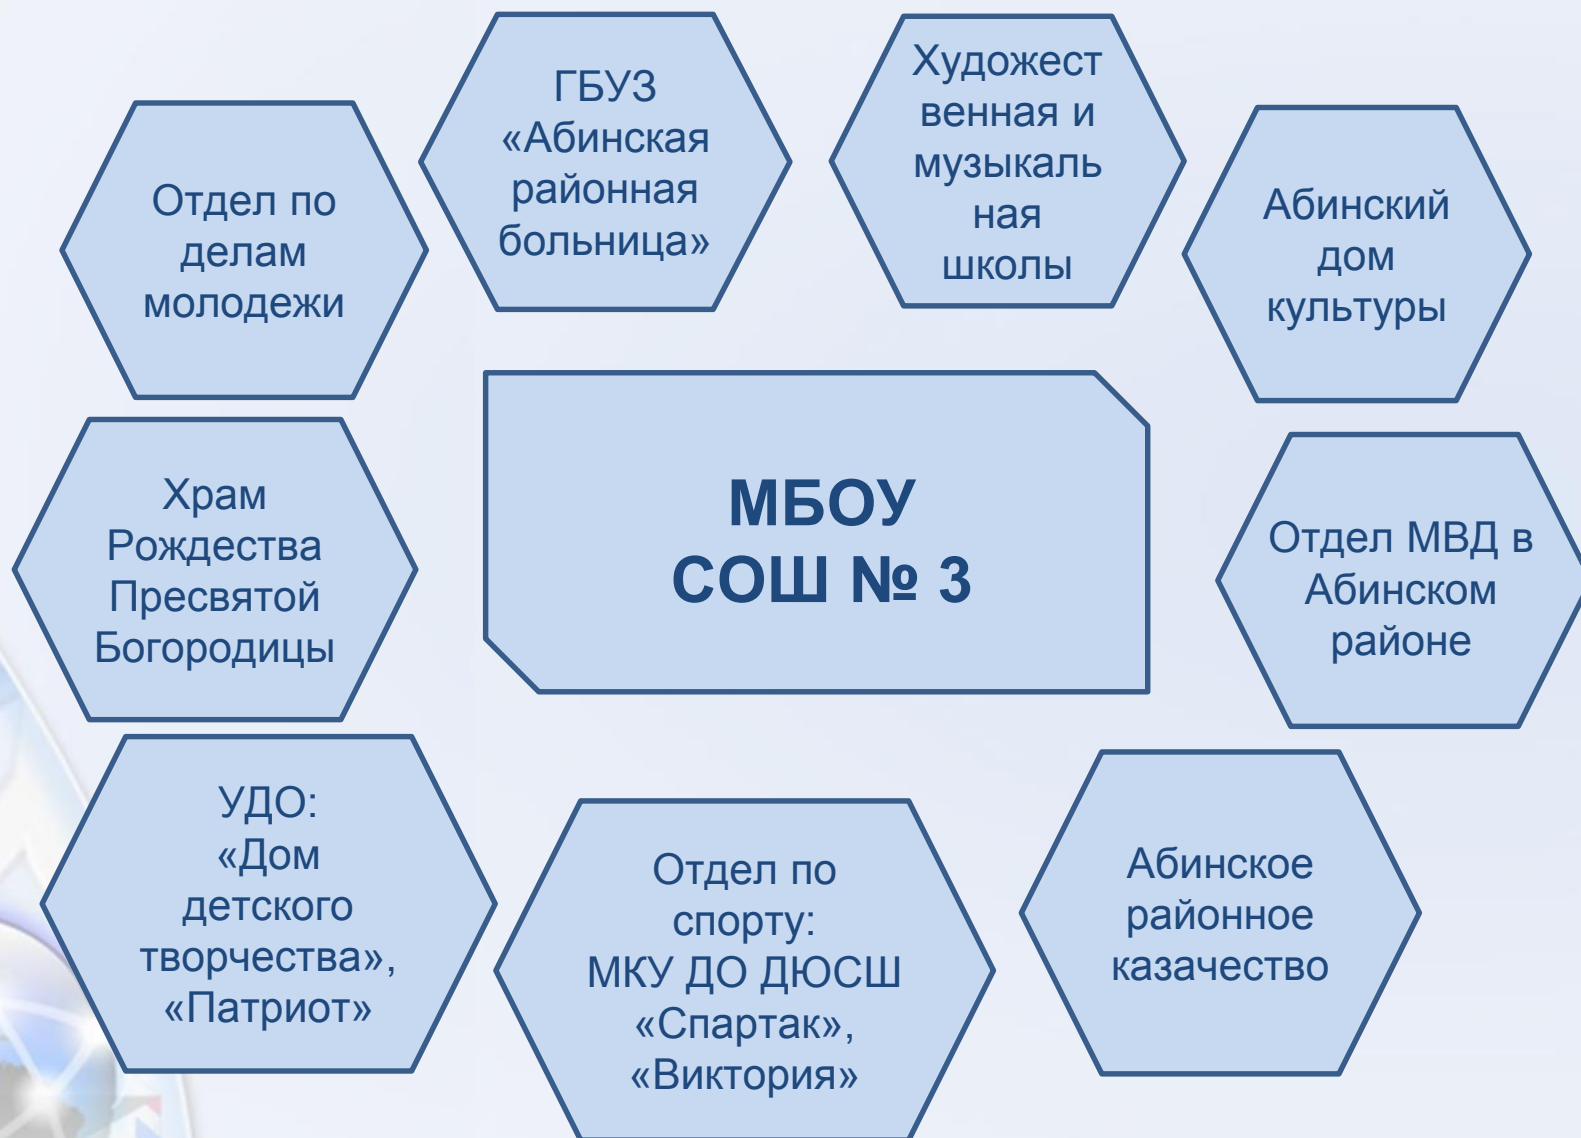 ГБУЗ
«Абинская
районная
больница»
Художест
венная и
музыкаль
ная
школы
Отдел по
делам
молодежи
Абинский
дом
культуры
Храм
Рождества
Пресвятой
Богородицы
МБОУ
СОШ № 3
Отдел МВД в
Абинском
районе
УДО:
«Дом
детского
творчества»,
«Патриот»
Отдел по
спорту:
МКУ ДО ДЮСШ
«Спартак»,
«Виктория»
Абинское
районное
казачество